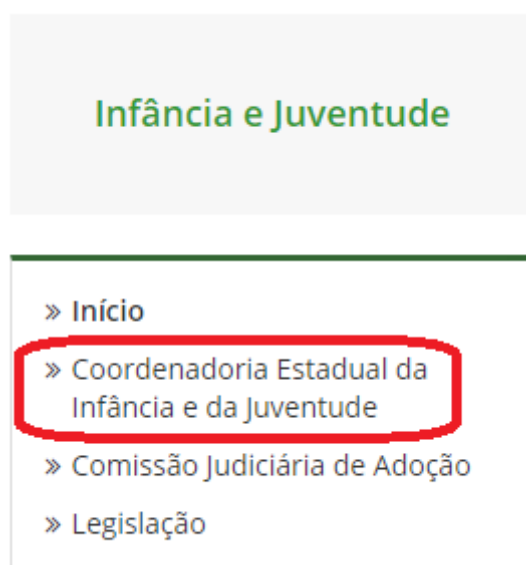 Infância e Juventude
» Início
» Coordenadoria Estadual da
Infância e da Juventude
» Comissão Judiciária de Adoção
» Legislação